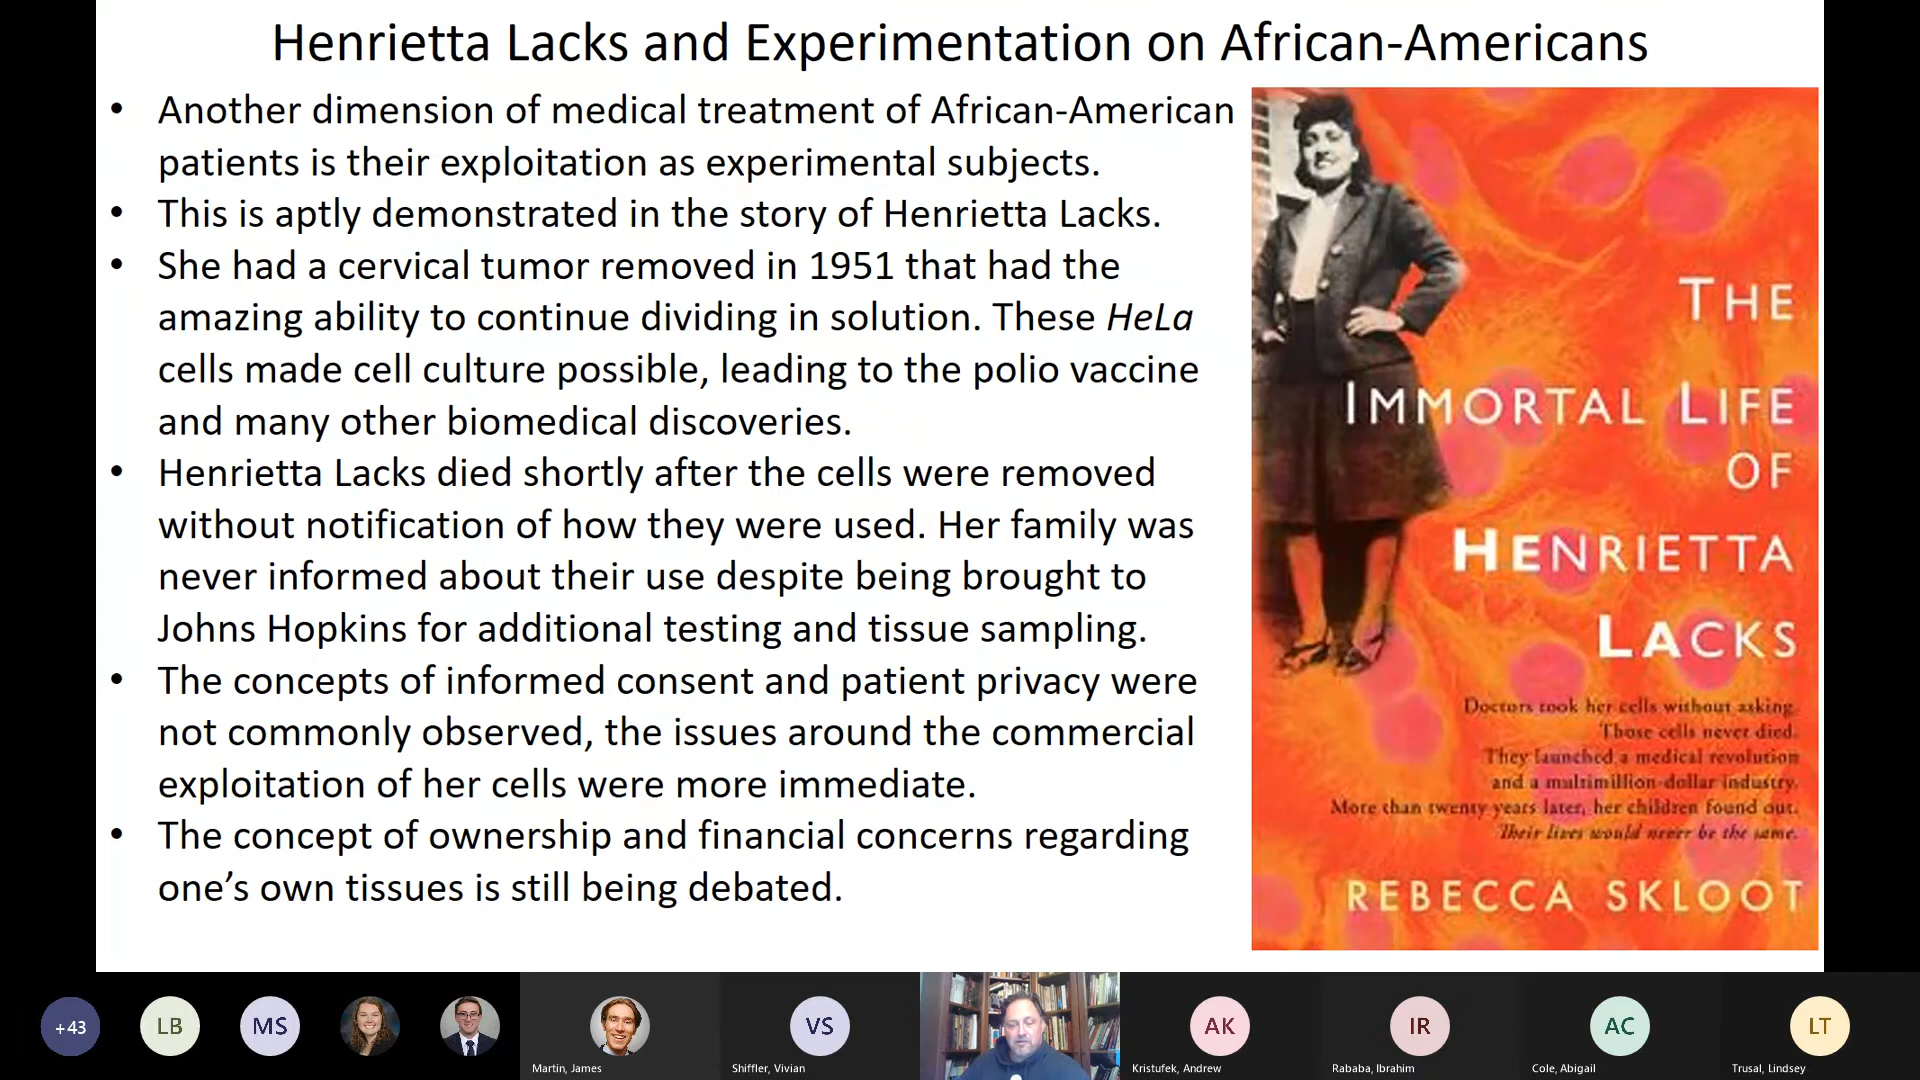 Henrietta Lacks and Experimentation on African-Americans
• Another dimension of medical treatment of African-American
patients is their exploitation as experimental subjects.
• This is aptly demonstrated in the story of Henrietta Lacks.
• She had a cervical tumor removed in 1951 that had the
amazing ability to continue dividing in solution. These HeLa
cells made cell culture possible, leading to the polio vaccine
and many other biomedical discoveries.
• Henrietta Lacks died shortly after the cells were removed
without notification of how they were used. Her family was
never informed about their use despite being brought to
Johns Hopkins for additional testing and tissue sampling.
• The concepts of informed consent and patient privacy were
not commonly observed, the issues around the commercial
exploitation of her cells were more immediate.
• The concept of ownership and financial concerns regarding
one’s own tissues is still being debated.
THE
IMMORTAL LIFE
OF
HENRIETTA
LACKS
Doctors took her cells without asking.
Those cells never died.
They launched a medical revolution
and a multimillion-dollar industry.
More than twenty years later, her children found out.
Their lives would never be the same.
REBECCA SKLOOT
+43
LB
MS
Martin, James
VS
Shiffler, Vivian
AK
Kristufek, Andrew
IR
Rababa, Ibrahim
AC
Cole, Abigail
LT
Trusal, Lindsey